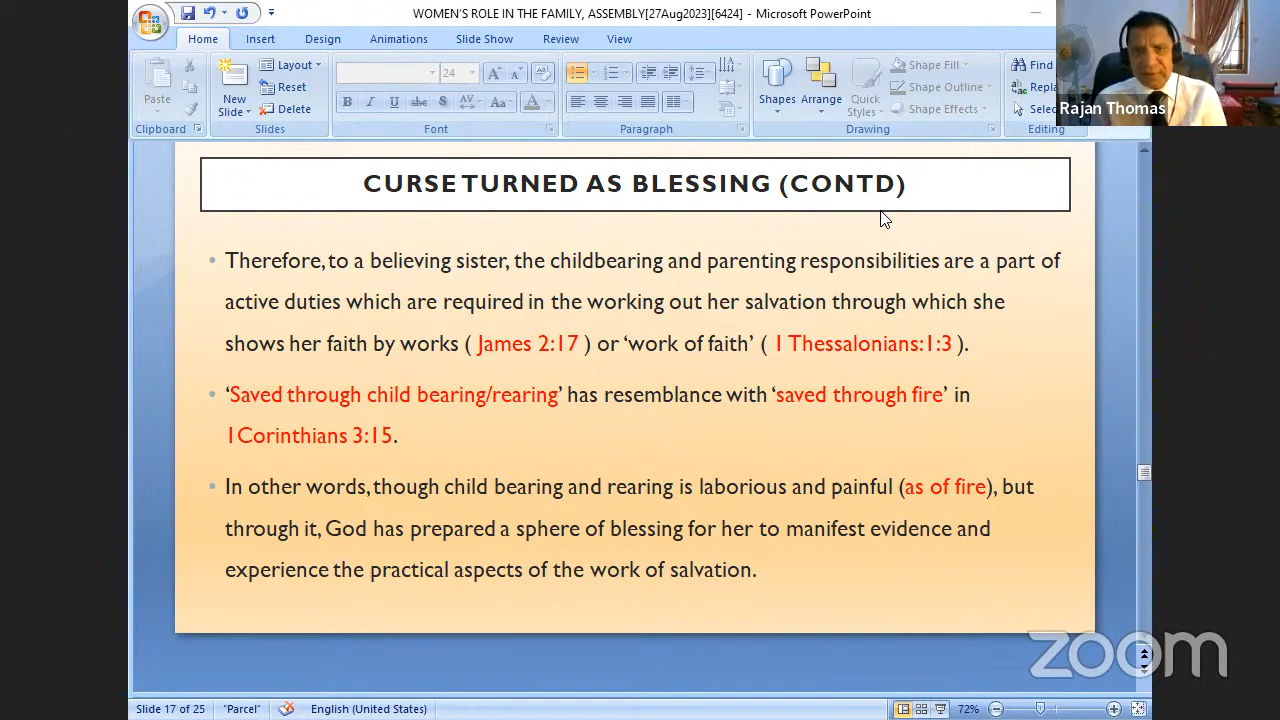 WOMEN'S ROLE IN THE FAMILY, ASSEMBLY[27Aug2023][6424] - Microsoft PowerPoint
Home Insert Design Animations Slide Show Review View
Paste
Clipboard
New Slide
Layout
Reset
Delete
Slides
24
B I U abc S AV Aa A
Font
Paragraph
Shapes Arrange Quick Styles
Shape Fill
Shape Outline
Shape Effects
Drawing
Find
Editing
Rajan Thomas
CURSE TURNED AS BLESSING (CONTD)
• Therefore, to a believing sister, the childbearing and parenting responsibilities are a part of
active duties which are required in the working out her salvation through which she
shows her faith by works ( James 2:17 ) or ‘work of faith’ ( 1 Thessalonians:1:3 ).
• ‘Saved through child bearing/rearing’ has resemblance with ‘saved through fire’ in
1Corinthians 3:15.
• In other words, though child bearing and rearing is laborious and painful (as of fire), but
through it, God has prepared a sphere of blessing for her to manifest evidence and
experience the practical aspects of the work of salvation.
zoom
Slide 17 of 25 "Parcel" English (United States) 72%